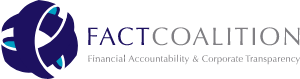 FACTCOALITION
Financial Accountability & Corporate Transparency